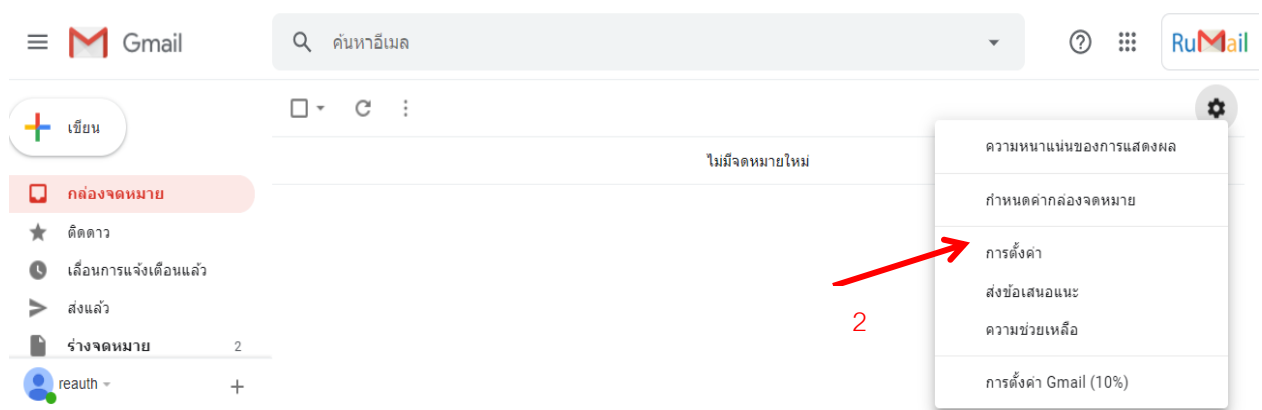 Gmail
ค้นหาอีเมล
RuMail
เขียน
ไม่มีจดหมายใหม่
ความหนาแน่นของการแสดงผล
กล่องจดหมาย
กำหนดค่ากล่องจดหมาย
ติดดาว
การตั้งค่า
เลื่อนการแจ้งเตือนแล้ว
ส่งข้อเสนอแนะ
ส่งแล้ว
2
ความช่วยเหลือ
ร่างจดหมาย 2
reauth
การตั้งค่า Gmail (10%)